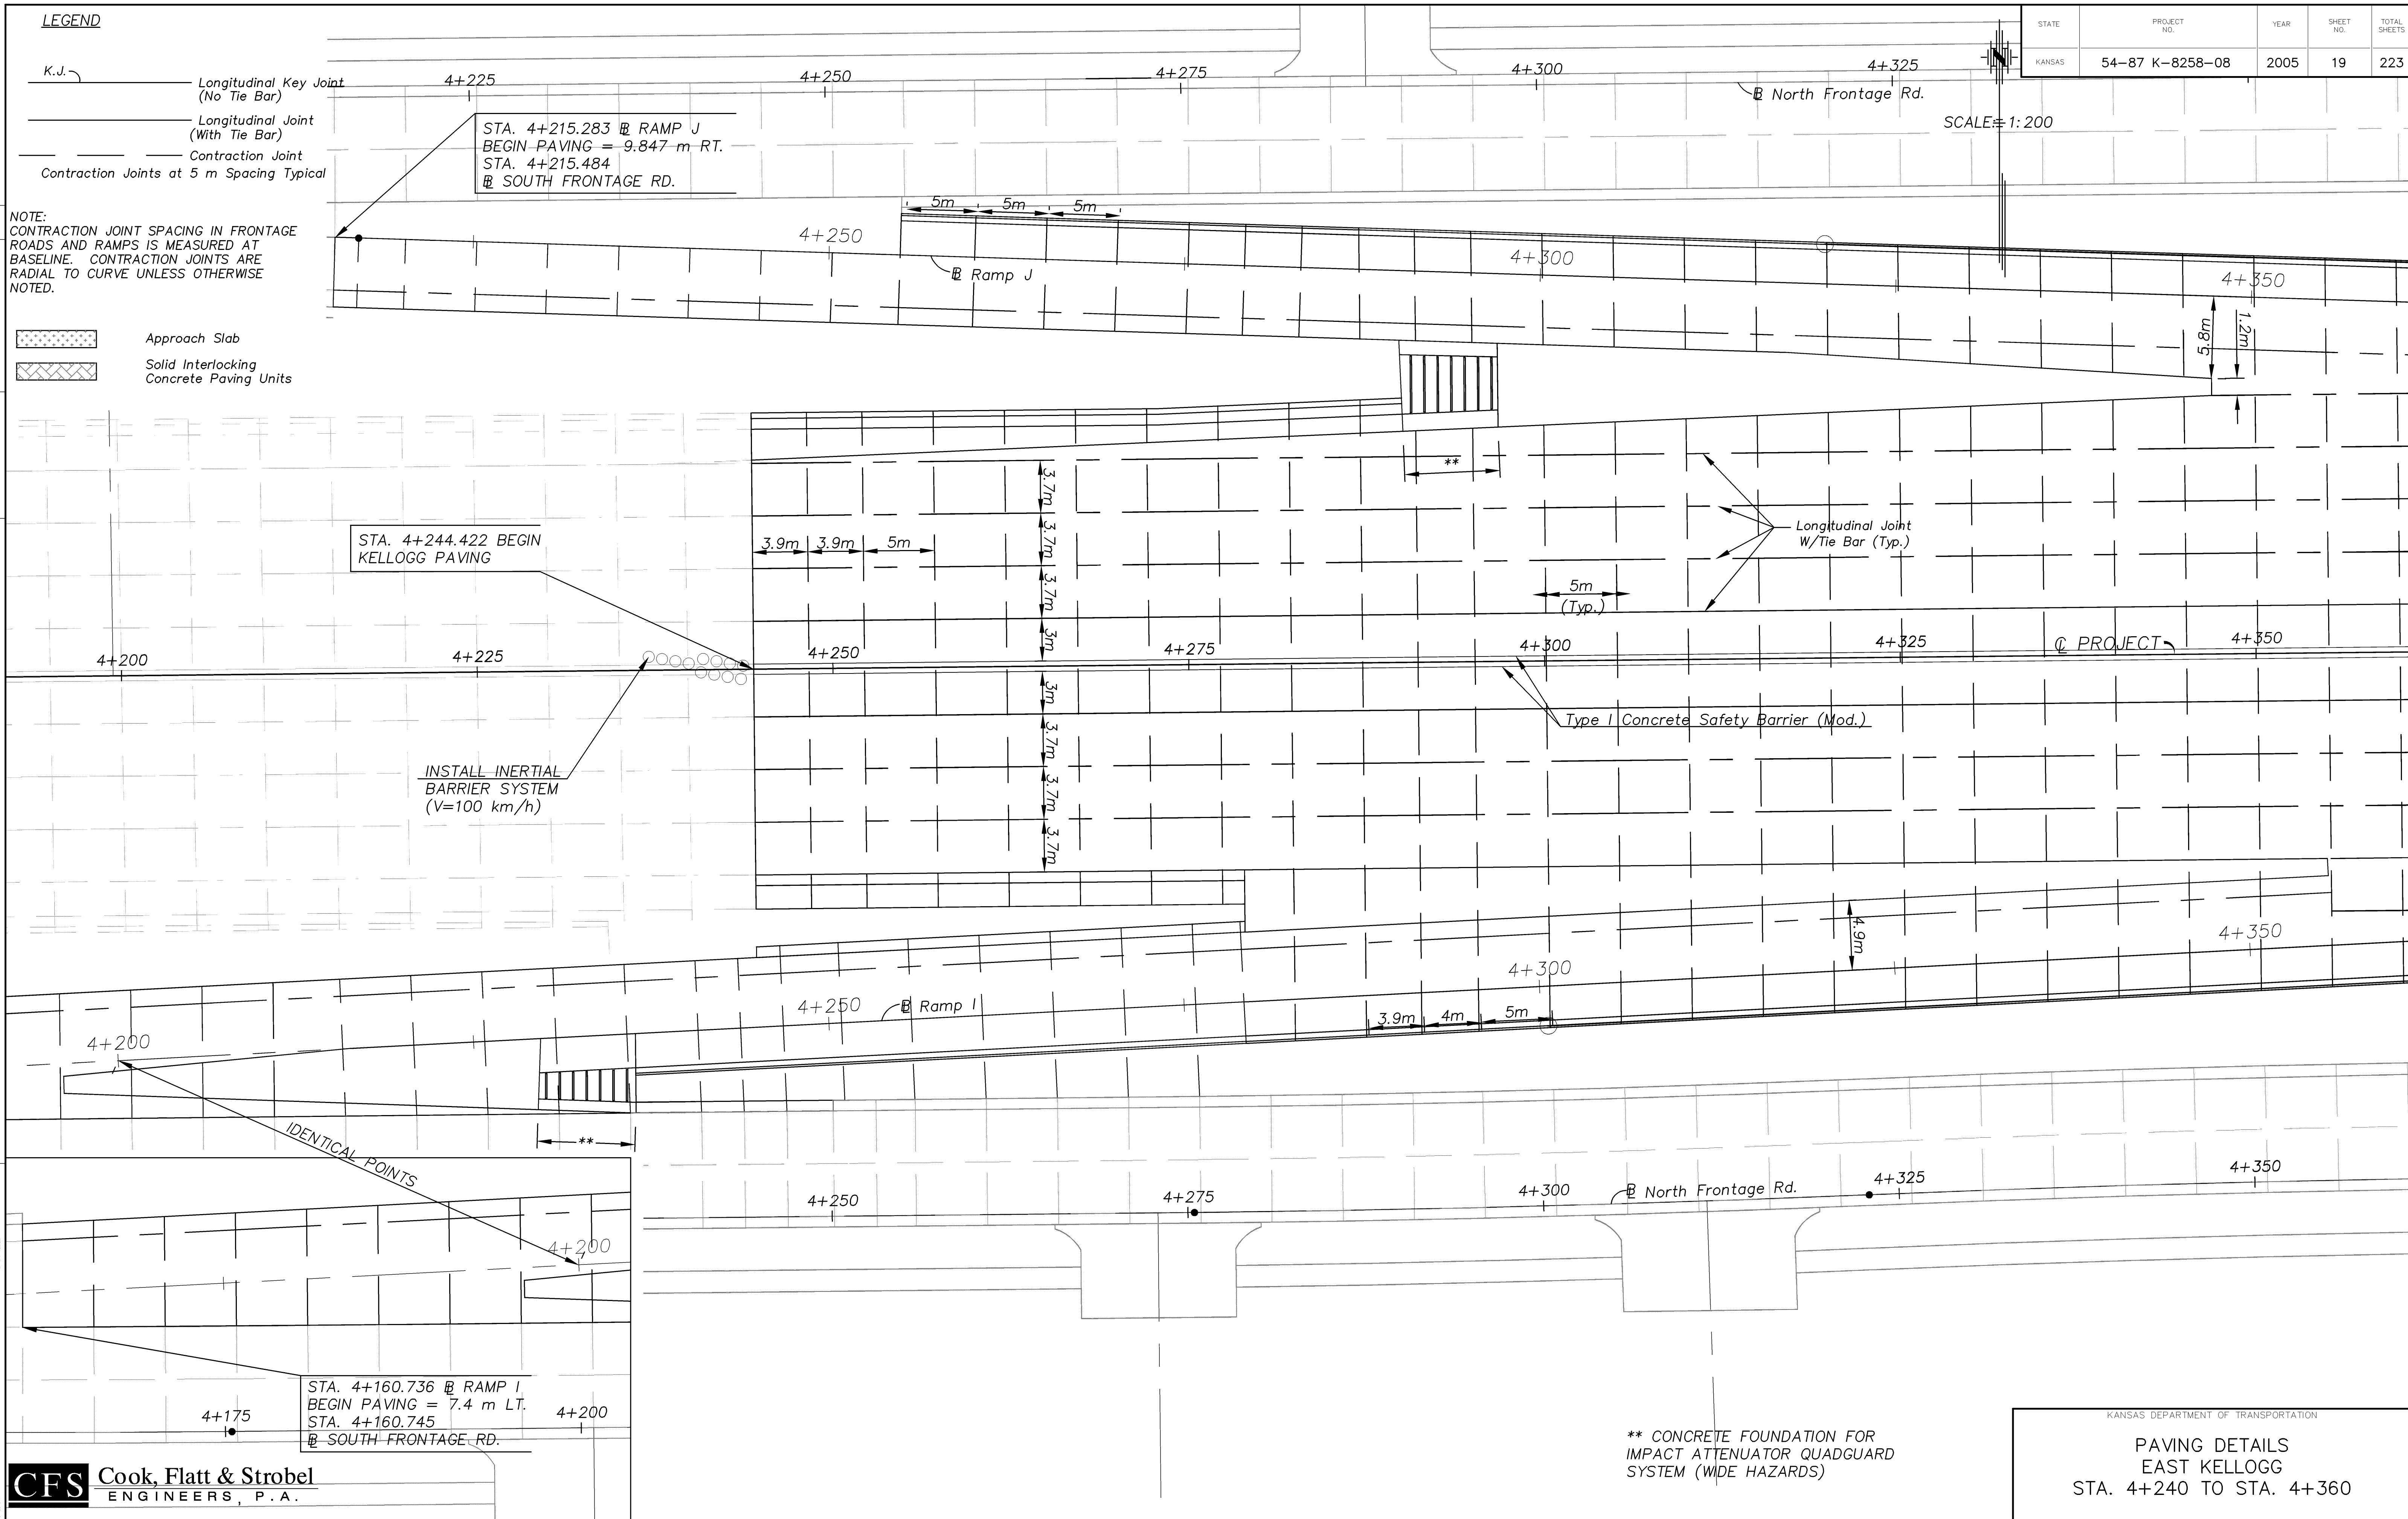 LEGEND
K.J.
Longitudinal Key Joint
(No Tie Bar)
Longitudinal Joint
(With Tie Bar)
Contraction Joint
Contraction Joints at 5 m Spacing Typical
NOTE:
CONTRACTION JOINT SPACING IN FRONTAGE
ROADS AND RAMPS IS MEASURED AT
BASELINE. CONTRACTION JOINTS ARE
RADIAL TO CURVE UNLESS OTHERWISE
NOTED.
Approach Slab
Solid Interlocking
Concrete Paving Units
STATE PROJECT NO. YEAR SHEET NO. TOTAL SHEETS
KANSAS 54-87 K-8258-08 2005 19 223
N
SCALE=1:200
4+225 4+250 4+275 4+300 4+325
℄ North Frontage Rd.
STA. 4+215.283 ℄ RAMP J
BEGIN PAVING = 9.847 m RT.
STA. 4+215.484
℄ SOUTH FRONTAGE RD.
5m 5m 5m
4+250 4+300 4+350
℄ Ramp J
5.8m 1.2m
**
3.7m
3.7m
3.7m
3m
3.9m 3.9m 5m
Longitudinal Joint
W/Tie Bar (Typ.)
5m
(Typ.)
STA. 4+244.422 BEGIN
KELLOGG PAVING
4+200 4+225 4+250 4+275 4+300 4+325 4+350
℄ PROJECT
3m
3.7m
3.7m
3.7m
Type I Concrete Safety Barrier (Mod.)
INSTALL INERTIAL
BARRIER SYSTEM
(V=100 km/h)
4.9m
4+200 4+250 4+300 4+350
℄ Ramp I
3.9m 4m 5m
**
IDENTICAL POINTS
4+250 4+275 4+300 4+325 4+350
℄ North Frontage Rd.
4+200
STA. 4+160.736 ℄ RAMP I
BEGIN PAVING = 7.4 m LT.
STA. 4+160.745
℄ SOUTH FRONTAGE RD.
4+175 4+200
CFS Cook, Flatt & Strobel
ENGINEERS, P.A.
** CONCRETE FOUNDATION FOR
IMPACT ATTENUATOR QUADGUARD
SYSTEM (WIDE HAZARDS)
KANSAS DEPARTMENT OF TRANSPORTATION
PAVING DETAILS
EAST KELLOGG
STA. 4+240 TO STA. 4+360